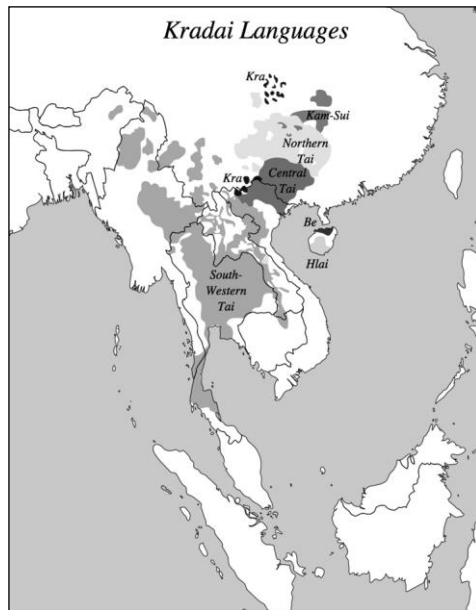 Kradai Languages
Kra
Kam-Sui
Northern
Tai
Central
Tai
Kra
Be
Hlai
South-
Western
Tai